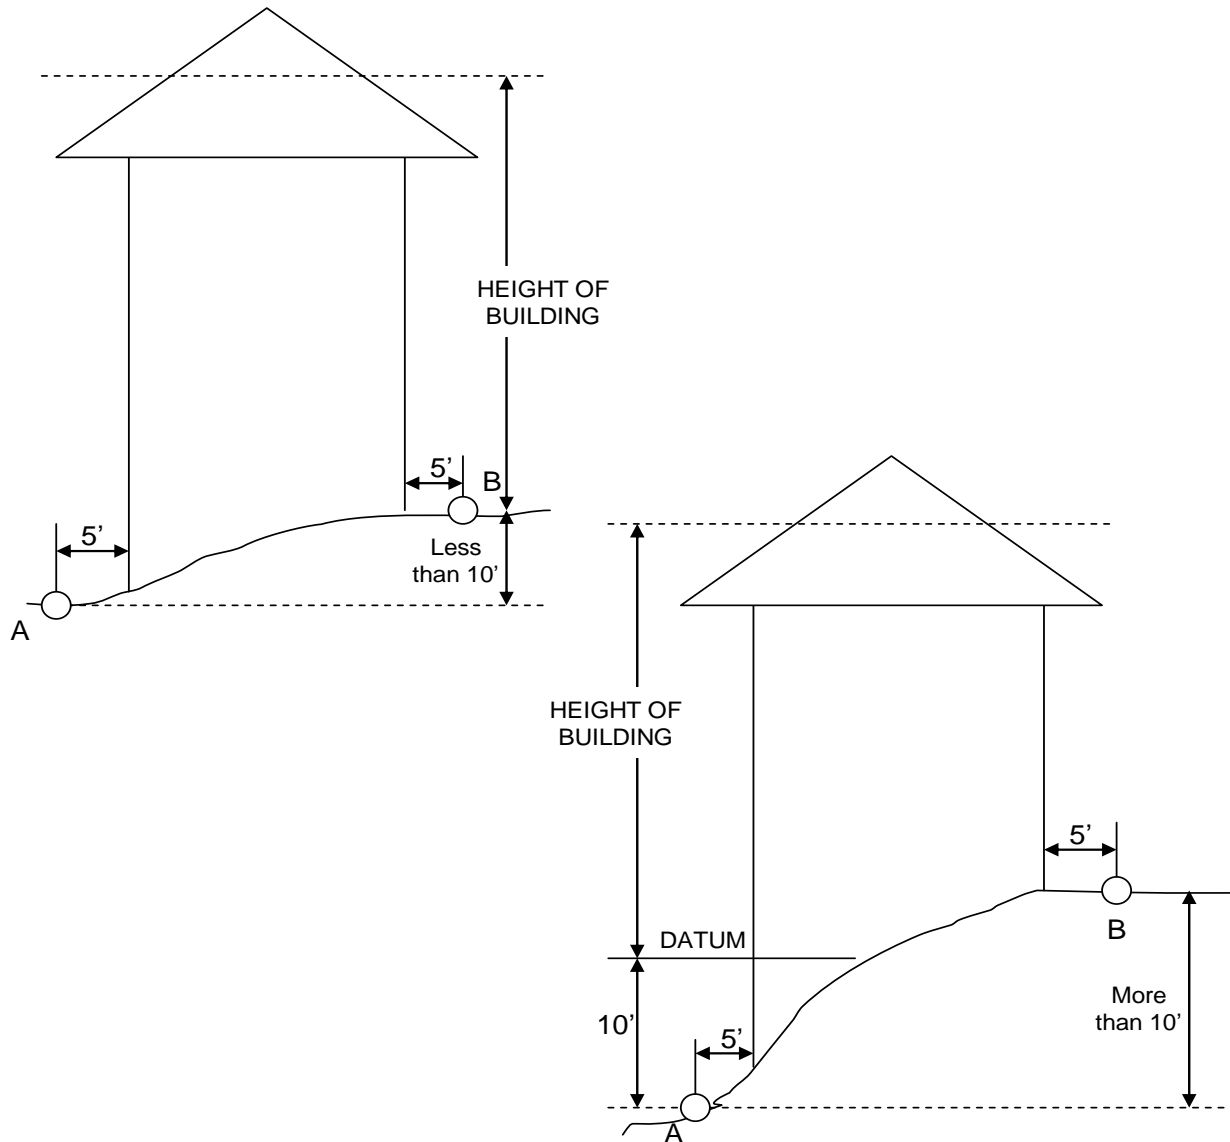 HEIGHT OF
BUILDING
5’
B
5’
Less
than 10’
A
HEIGHT OF
BUILDING
5’
DATUM
B
10’
More
than 10’
5’
A